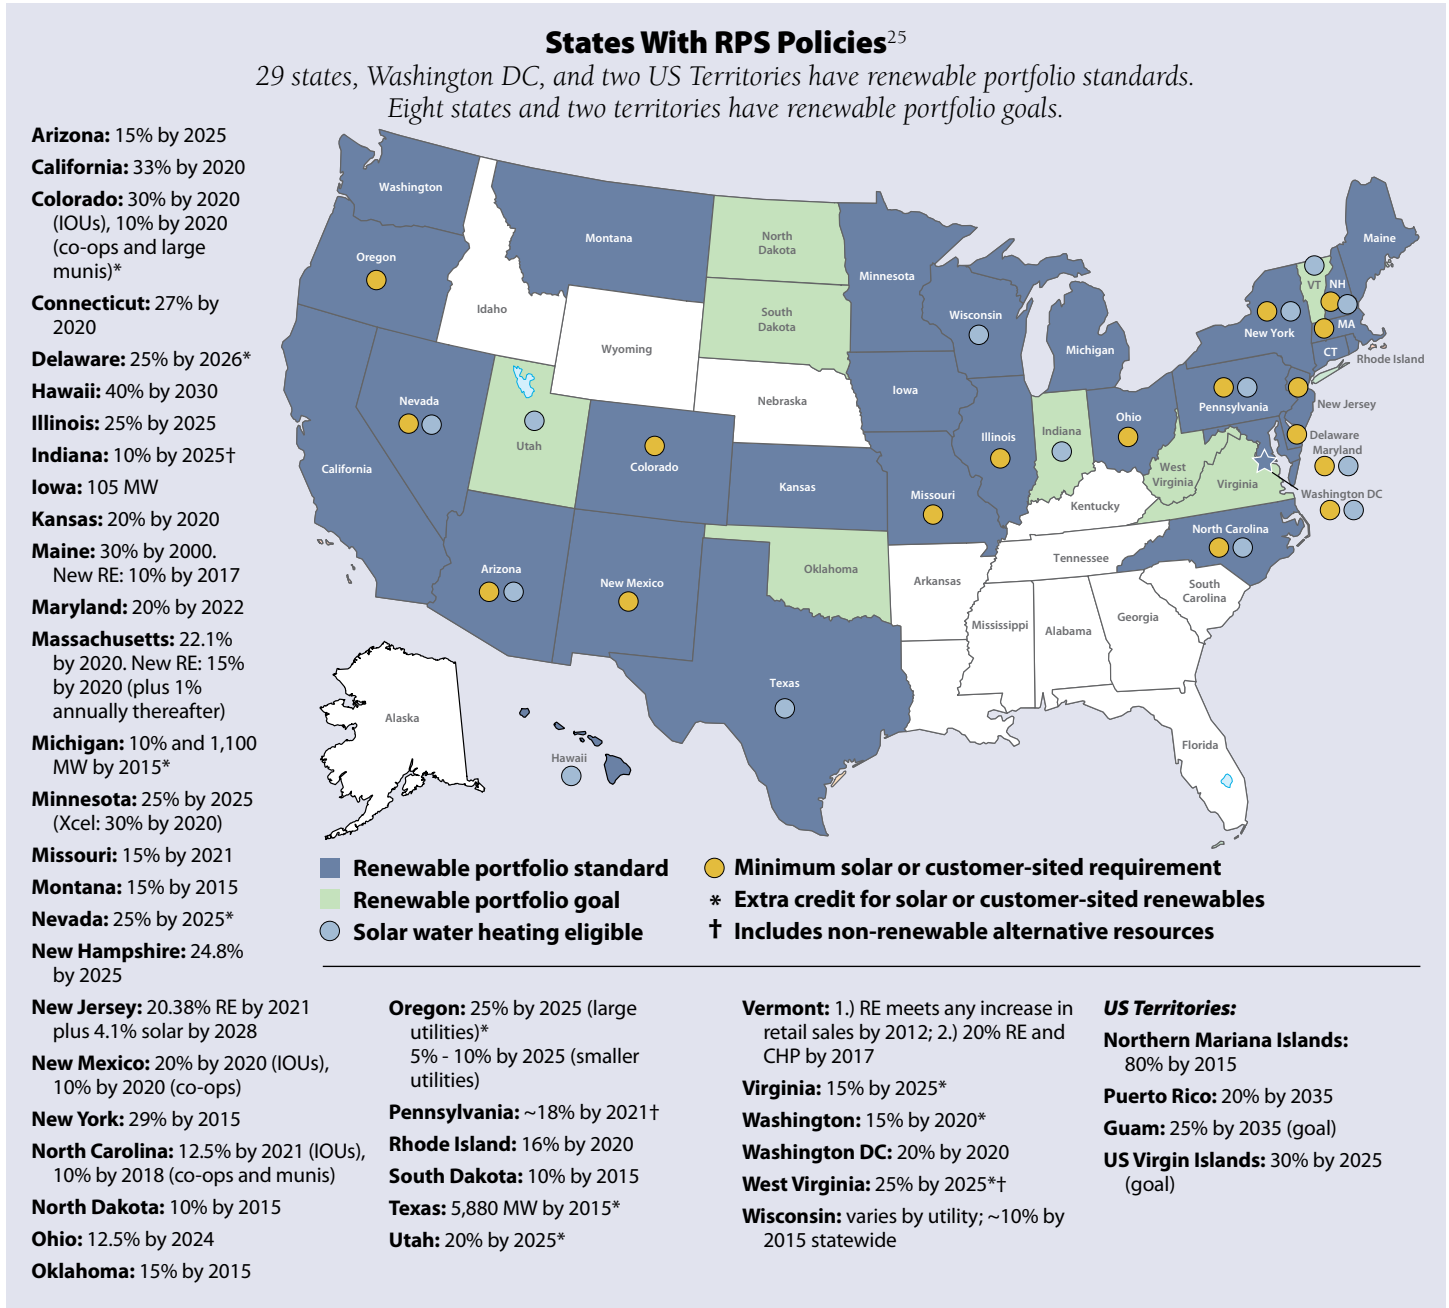 States With RPS Policies25
29 states, Washington DC, and two US Territories have renewable portfolio standards.
Eight states and two territories have renewable portfolio goals.
Arizona: 15% by 2025
California: 33% by 2020
Colorado: 30% by 2020
(IOUs), 10% by 2020
(co-ops and large
munis)*
Connecticut: 27% by
2020
Delaware: 25% by 2026*
Hawaii: 40% by 2030
Illinois: 25% by 2025
Indiana: 10% by 2025†
Iowa: 105 MW
Kansas: 20% by 2020
Maine: 30% by 2000.
New RE: 10% by 2017
Maryland: 20% by 2022
Massachusetts: 22.1%
by 2020. New RE: 15%
by 2020 (plus 1%
annually thereafter)
Michigan: 10% and 1,100
MW by 2015*
Minnesota: 25% by 2025
(Xcel: 30% by 2020)
Missouri: 15% by 2021
Montana: 15% by 2015
Nevada: 25% by 2025*
New Hampshire: 24.8%
by 2025
New Jersey: 20.38% RE by 2021
plus 4.1% solar by 2028
New Mexico: 20% by 2020 (IOUs),
10% by 2020 (co-ops)
New York: 29% by 2015
North Carolina: 12.5% by 2021 (IOUs),
10% by 2018 (co-ops and munis)
North Dakota: 10% by 2015
Ohio: 12.5% by 2024
Oklahoma: 15% by 2015
Washington
Oregon
Montana
Idaho
Wyoming
North
Dakota
South
Dakota
Nebraska
Minnesota
Wisconsin
Michigan
Iowa
Nevada
Utah
Colorado
California
Kansas
Missouri
Illinois
Indiana
Ohio
Pennsylvania
New York
VT
NH
Maine
MA
CT
Rhode Island
New Jersey
Delaware
Maryland
Washington DC
West
Virginia
Virginia
Kentucky
North Carolina
Tennessee
South
Carolina
Arizona
New Mexico
Oklahoma
Arkansas
Mississippi
Alabama
Georgia
Texas
Florida
Alaska
Hawaii
Renewable portfolio standard
Renewable portfolio goal
Solar water heating eligible
Minimum solar or customer-sited requirement
* Extra credit for solar or customer-sited renewables
† Includes non-renewable alternative resources
Oregon: 25% by 2025 (large
utilities)*
5% - 10% by 2025 (smaller
utilities)
Pennsylvania: ~18% by 2021†
Rhode Island: 16% by 2020
South Dakota: 10% by 2015
Texas: 5,880 MW by 2015*
Utah: 20% by 2025*
Vermont: 1.) RE meets any increase in
retail sales by 2012; 2.) 20% RE and
CHP by 2017
Virginia: 15% by 2025*
Washington: 15% by 2020*
Washington DC: 20% by 2020
West Virginia: 25% by 2025*†
Wisconsin: varies by utility; ~10% by
2015 statewide
US Territories:
Northern Mariana Islands:
80% by 2015
Puerto Rico: 20% by 2035
Guam: 25% by 2035 (goal)
US Virgin Islands: 30% by 2025
(goal)